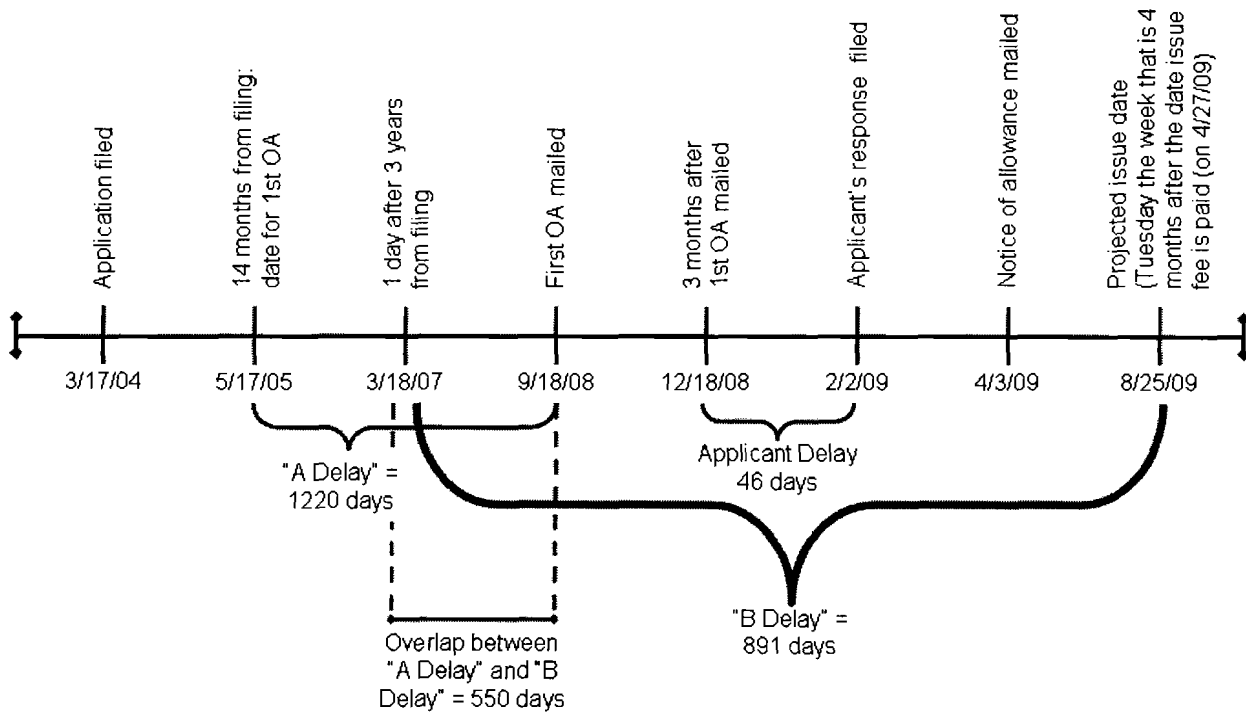 Application filed
14 months from filing:
date for 1st OA
1 day after 3 years
from filing
First OA mailed
3 months after
1st OA mailed
Applicant's response filed
Notice of allowance mailed
Projected issue date
(Tuesday the week that is 4
months after the date issue
fee is paid (on 4/27/09)
3/17/04
5/17/05
3/18/07
9/18/08
12/18/08
2/2/09
4/3/09
8/25/09
"A Delay" =
1220 days
Applicant Delay
46 days
"B Delay" =
891 days
Overlap between
"A Delay" and "B
Delay" = 550 days